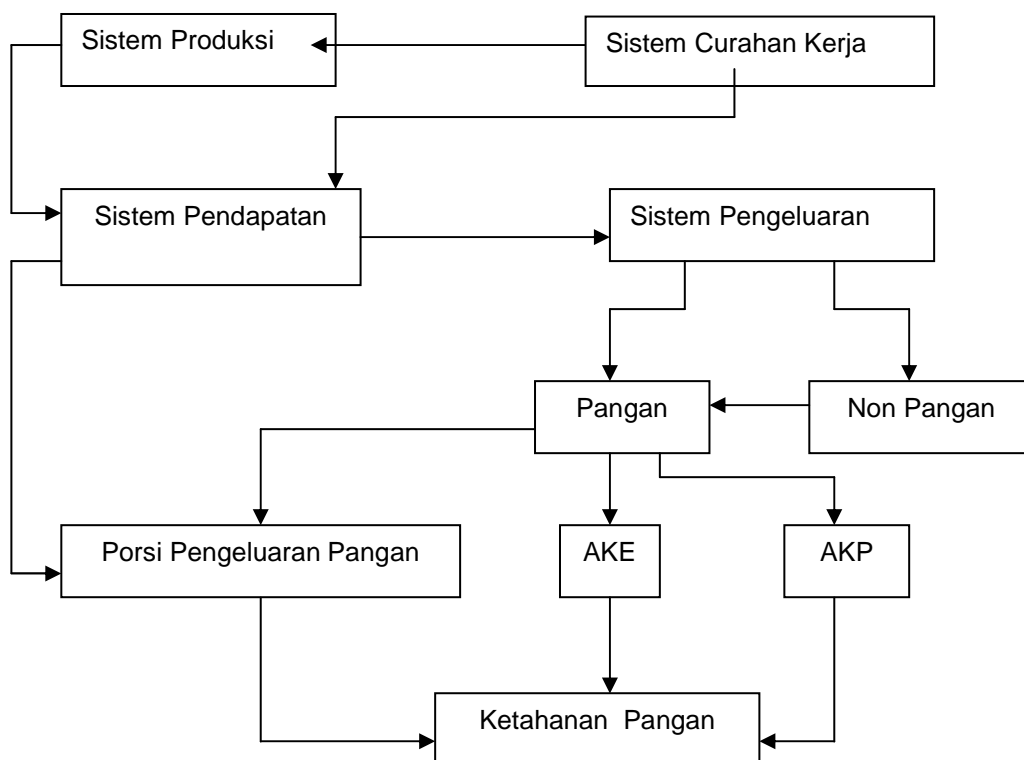 Sistem Produksi
Sistem Curahan Kerja
Sistem Pendapatan
Sistem Pengeluaran
Pangan
Non Pangan
Porsi Pengeluaran Pangan
AKE
AKP
Ketahanan Pangan